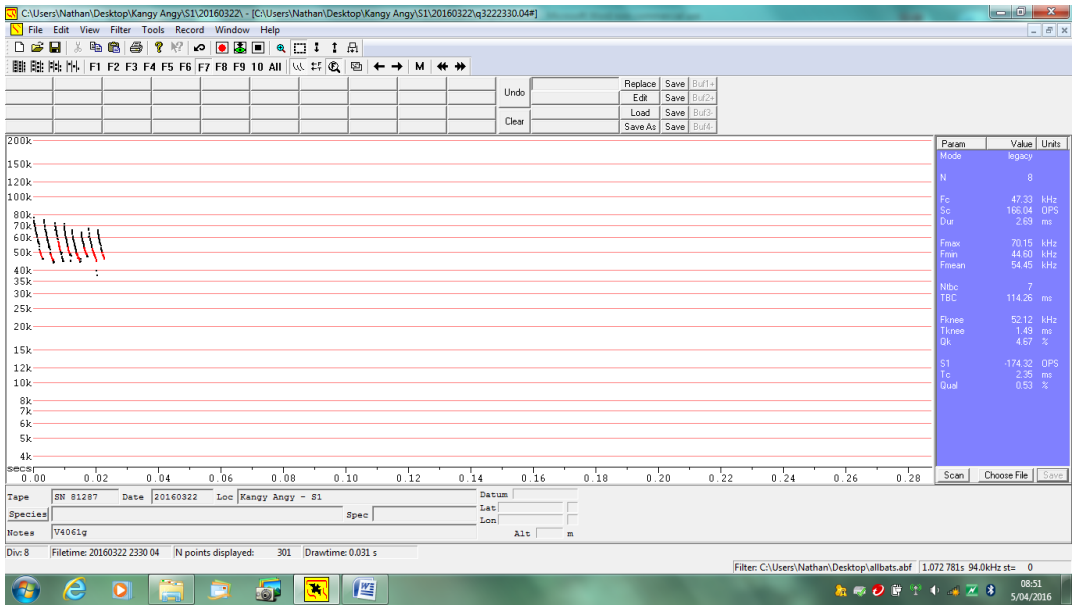 C:\Users\Nathan\Desktop\Kangy Angy\S1\20160322\ - [C:\Users\Nathan\Desktop\Kangy Angy\S1\20160322\q3222330.04#]
File Edit View Filter Tools Record Window Help
F1 F2 F3 F4 F5 F6 F7 F8 F9 10 All M
Undo
Clear
Replace Save Buf1+
Edit Save Buf2+
Load Save Buf3-
Save As Save Buf4-
200k
150k
120k
100k
80k
70k
60k
50k
40k
35k
30k
25k
20k
15k
12k
10k
8k
7k
6k
5k
4k
secs
0.00 0.02 0.04 0.06 0.08 0.10 0.12 0.14 0.16 0.18 0.20 0.22 0.24 0.26 0.28
Param Value Units
Mode legacy
N 8
Fc 47.33 kHz
Sc 166.04 OPS
Dur 2.69 ms
Fmax 70.15 kHz
Fmin 44.60 kHz
Fmean 54.45 kHz
Ntbc 7
TBC 114.26 ms
Fknee 52.12 kHz
Tknee 1.49 ms
Qk 4.67 %
S1 -174.32 OPS
Tc 2.35 ms
Qual 0.53 %
Scan Choose File Save
Tape SN 81287 Date 20160322 Loc Kangy Angy - S1
Species Spec
Notes V4061g
Datum
Lat
Lon
Alt m
Div: 8 Filetime: 20160322 2330 04 N points displayed: 301 Drawtime: 0.031 s
Filter: C:\Users\Nathan\Desktop\allbats.abf 1.072 781s 94.0kHz st= 0
08:51
5/04/2016